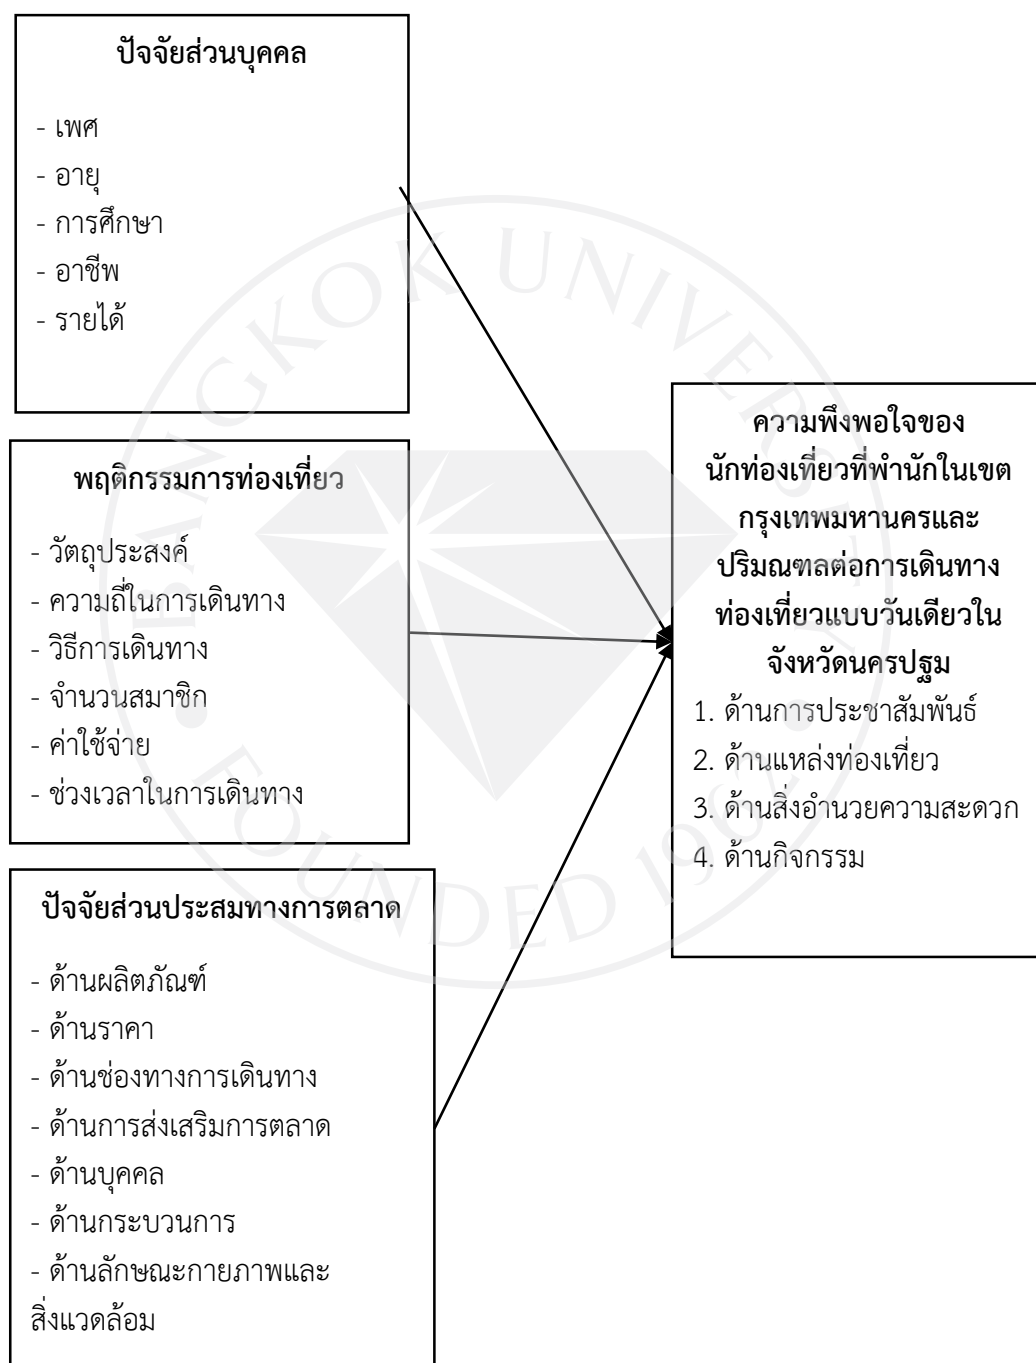 ปัจจัยส่วนบุคคล
- เพศ
- อายุ
- การศึกษา
- อาชีพ
- รายได้
พฤติกรรมการท่องเที่ยว
- วัตถุประสงค์
- ความถี่ในการเดินทาง
- วิธีการเดินทาง
- จำนวนสมาชิก
- ค่าใช้จ่าย
- ช่วงเวลาในการเดินทาง
ปัจจัยส่วนประสมทางการตลาด
- ด้านผลิตภัณฑ์
- ด้านราคา
- ด้านช่องทางการเดินทาง
- ด้านการส่งเสริมการตลาด
- ด้านบุคคล
- ด้านกระบวนการ
- ด้านลักษณะกายภาพและ
สิ่งแวดล้อม
ความพึงพอใจของ
นักท่องเที่ยวที่พำนักในเขต
กรุงเทพมหานครและ
ปริมณฑลต่อการเดินทาง
ท่องเที่ยวแบบวันเดียวใน
จังหวัดนครปฐม
1. ด้านการประชาสัมพันธ์
2. ด้านแหล่งท่องเที่ยว
3. ด้านสิ่งอำนวยความสะดวก
4. ด้านกิจกรรม
BANGKOK UNIVERSITY
FOUNDED 1962